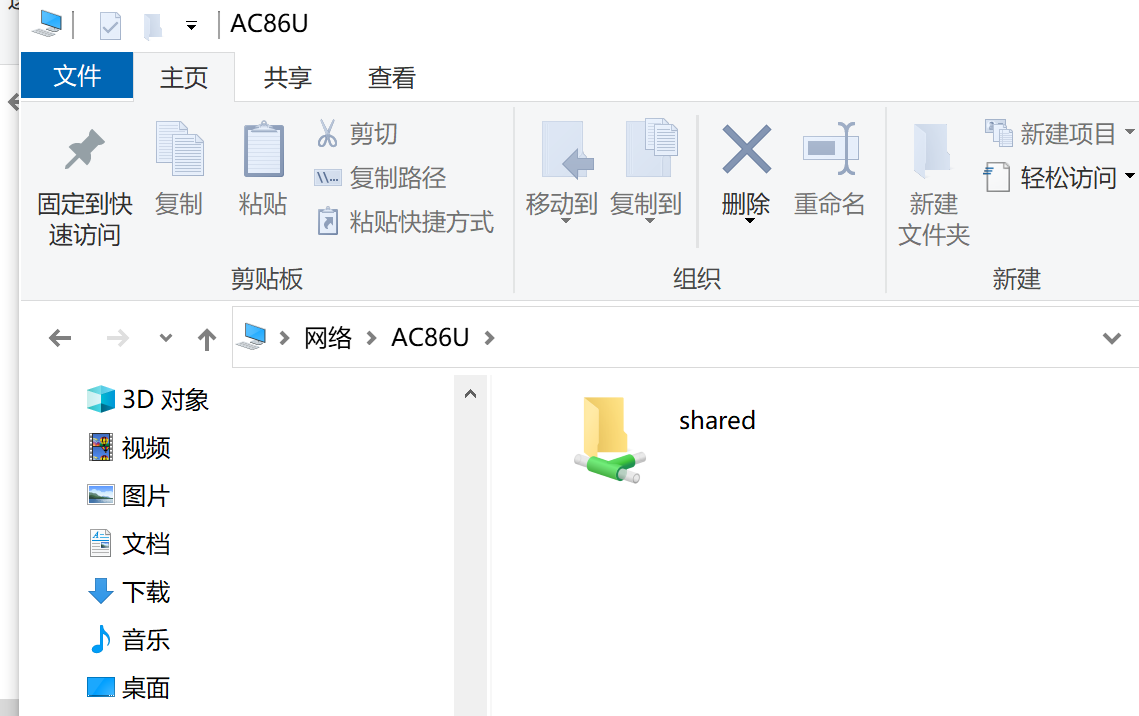 AC86U
文件
主页
共享
查看
固定到快
速访问
复制
粘贴
剪切
复制路径
粘贴快捷方式
移动到
复制到
删除
重命名
新建
文件夹
新建项目
轻松访问
剪贴板
组织
新建
网络
AC86U
3D 对象
视频
图片
文档
下载
音乐
桌面
shared